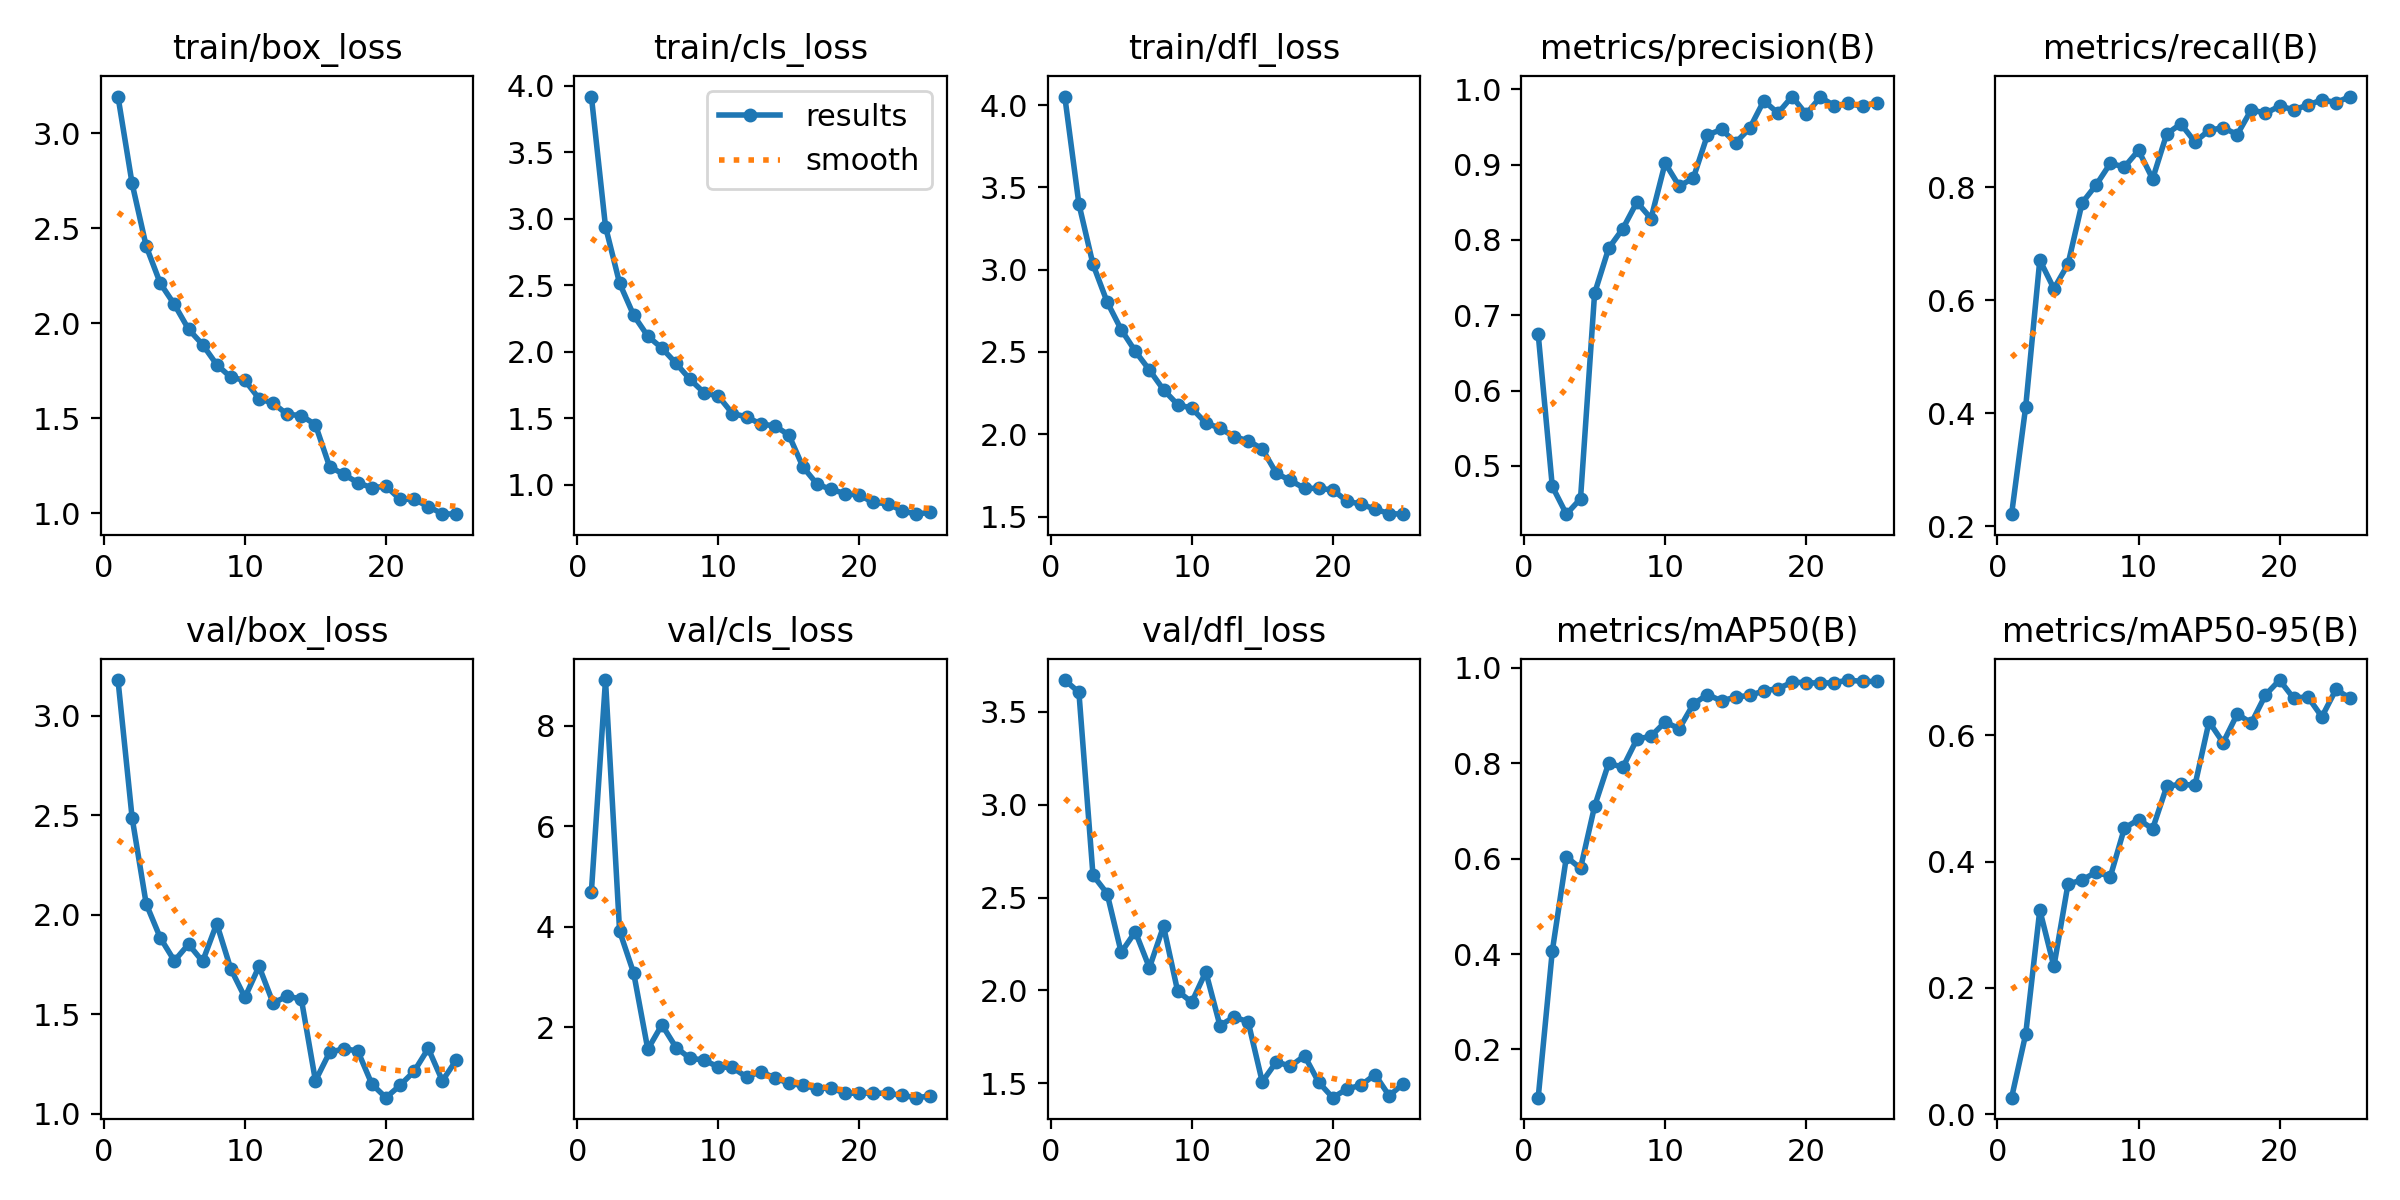 train/box_loss
3.0
2.5
2.0
1.5
1.0
0 10 20
train/cls_loss
4.0
3.5
3.0
2.5
2.0
1.5
1.0
0 10 20
results
smooth
train/dfl_loss
4.0
3.5
3.0
2.5
2.0
1.5
0 10 20
metrics/precision(B)
1.0
0.9
0.8
0.7
0.6
0.5
0 10 20
metrics/recall(B)
0.8
0.6
0.4
0.2
0 10 20
val/box_loss
3.0
2.5
2.0
1.5
1.0
0 10 20
val/cls_loss
8
6
4
2
0 10 20
val/dfl_loss
3.5
3.0
2.5
2.0
1.5
0 10 20
metrics/mAP50(B)
1.0
0.8
0.6
0.4
0.2
0 10 20
metrics/mAP50-95(B)
0.6
0.4
0.2
0.0
0 10 20